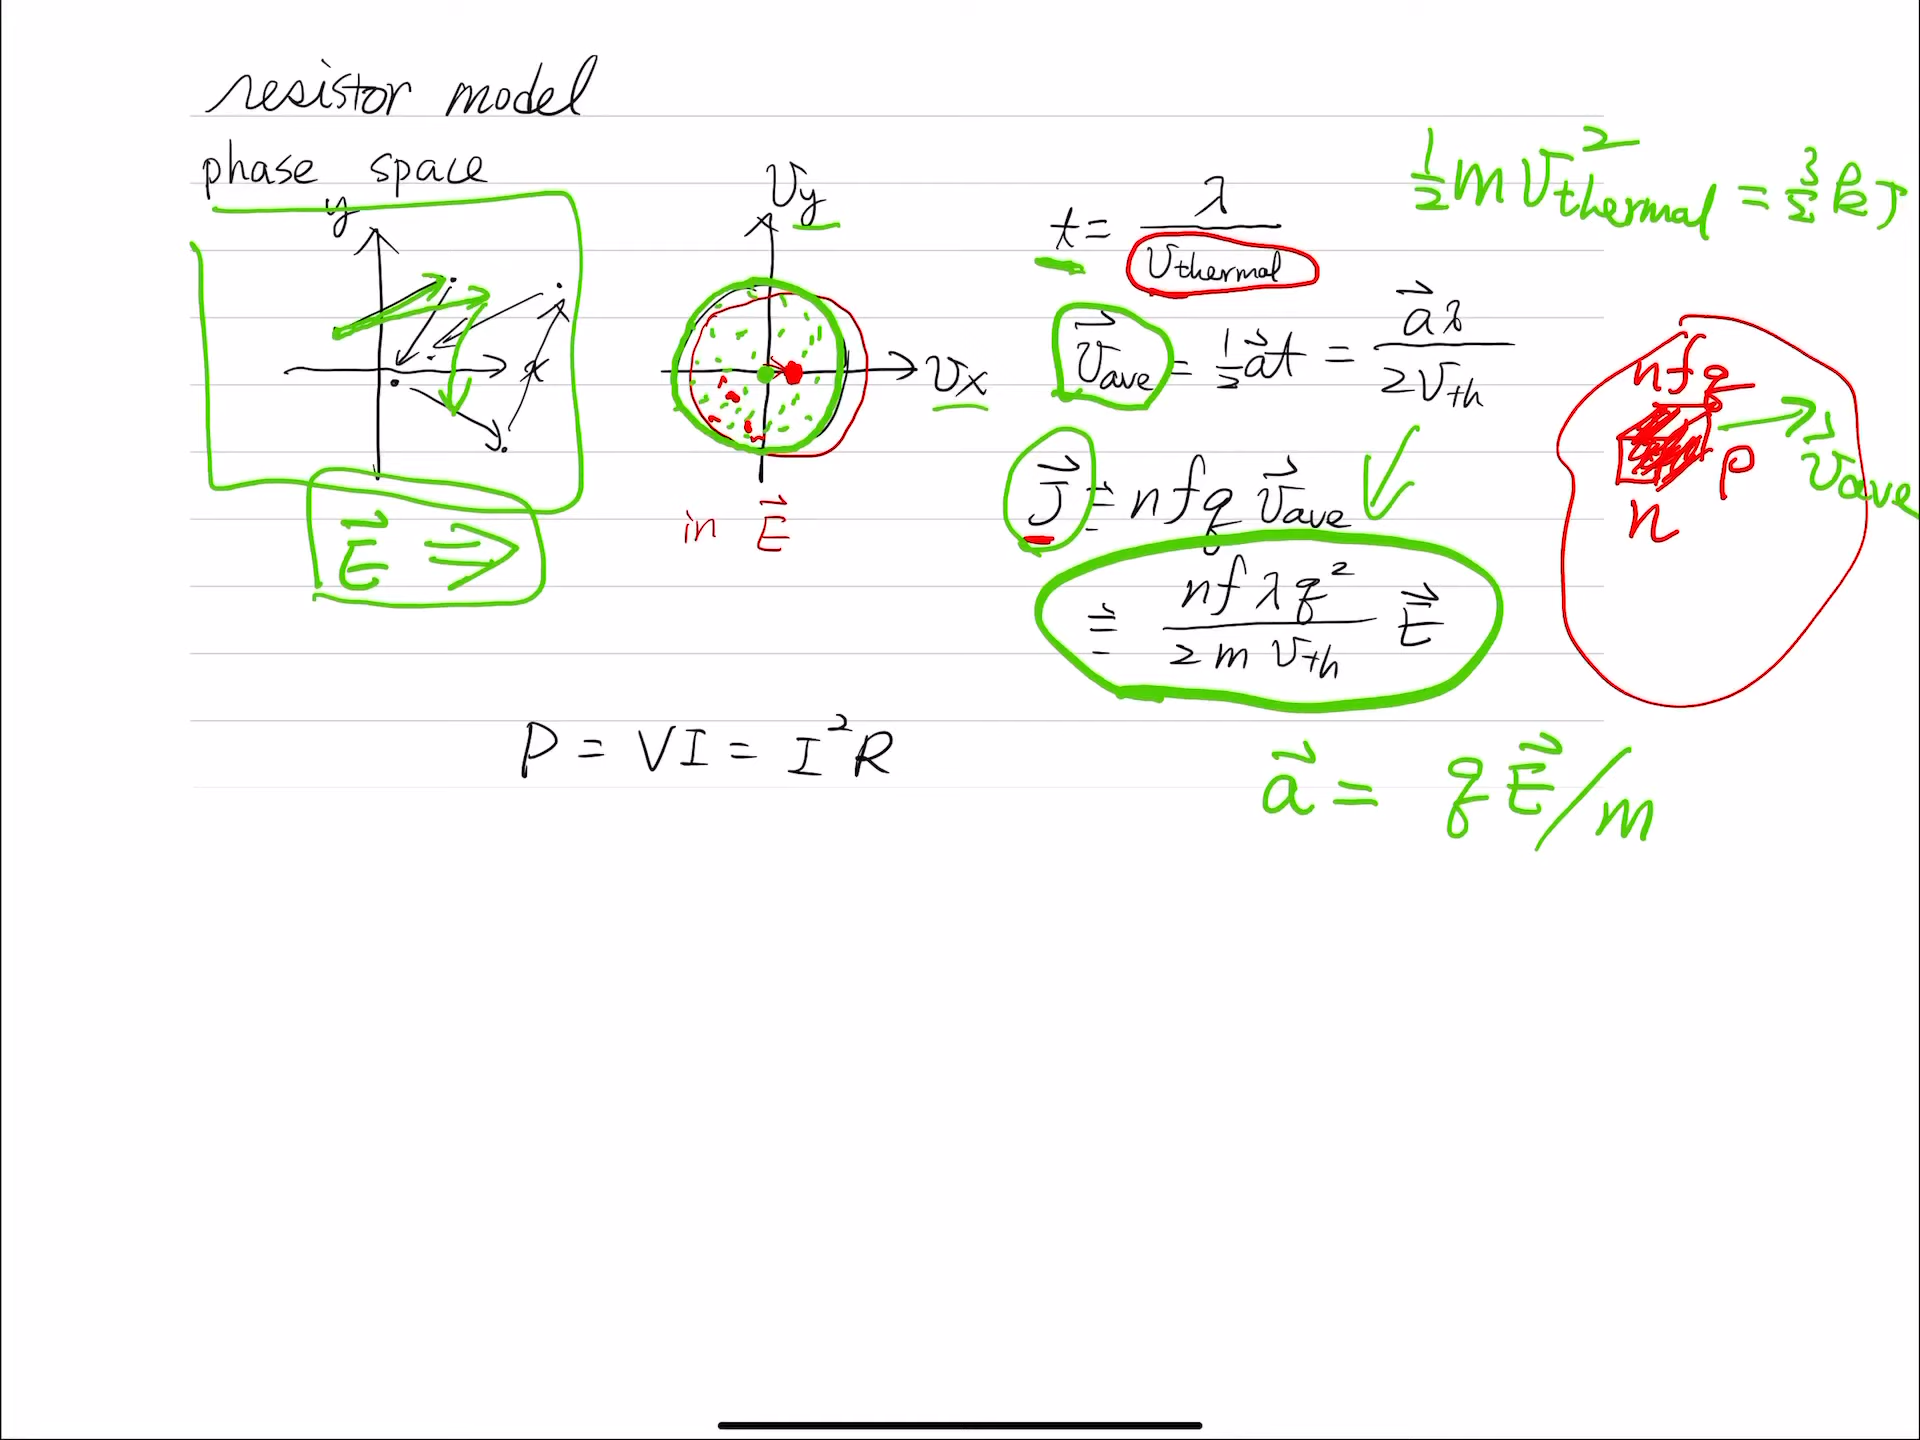 resistor model
phase space
y
x
E⃗ ⇒
Vy
Vx
in E⃗
t = λ / Vthermal
½ m V²thermal = 3/2 kT
v⃗ave = ½ a⃗t = a⃗λ / 2Vth
J⃗ = nfq v⃗ave ✓
= nfλq² / 2m Vth E⃗
nfq
ρ
v⃗ave
n
P = VI = I²R
a⃗ = qE⃗/m